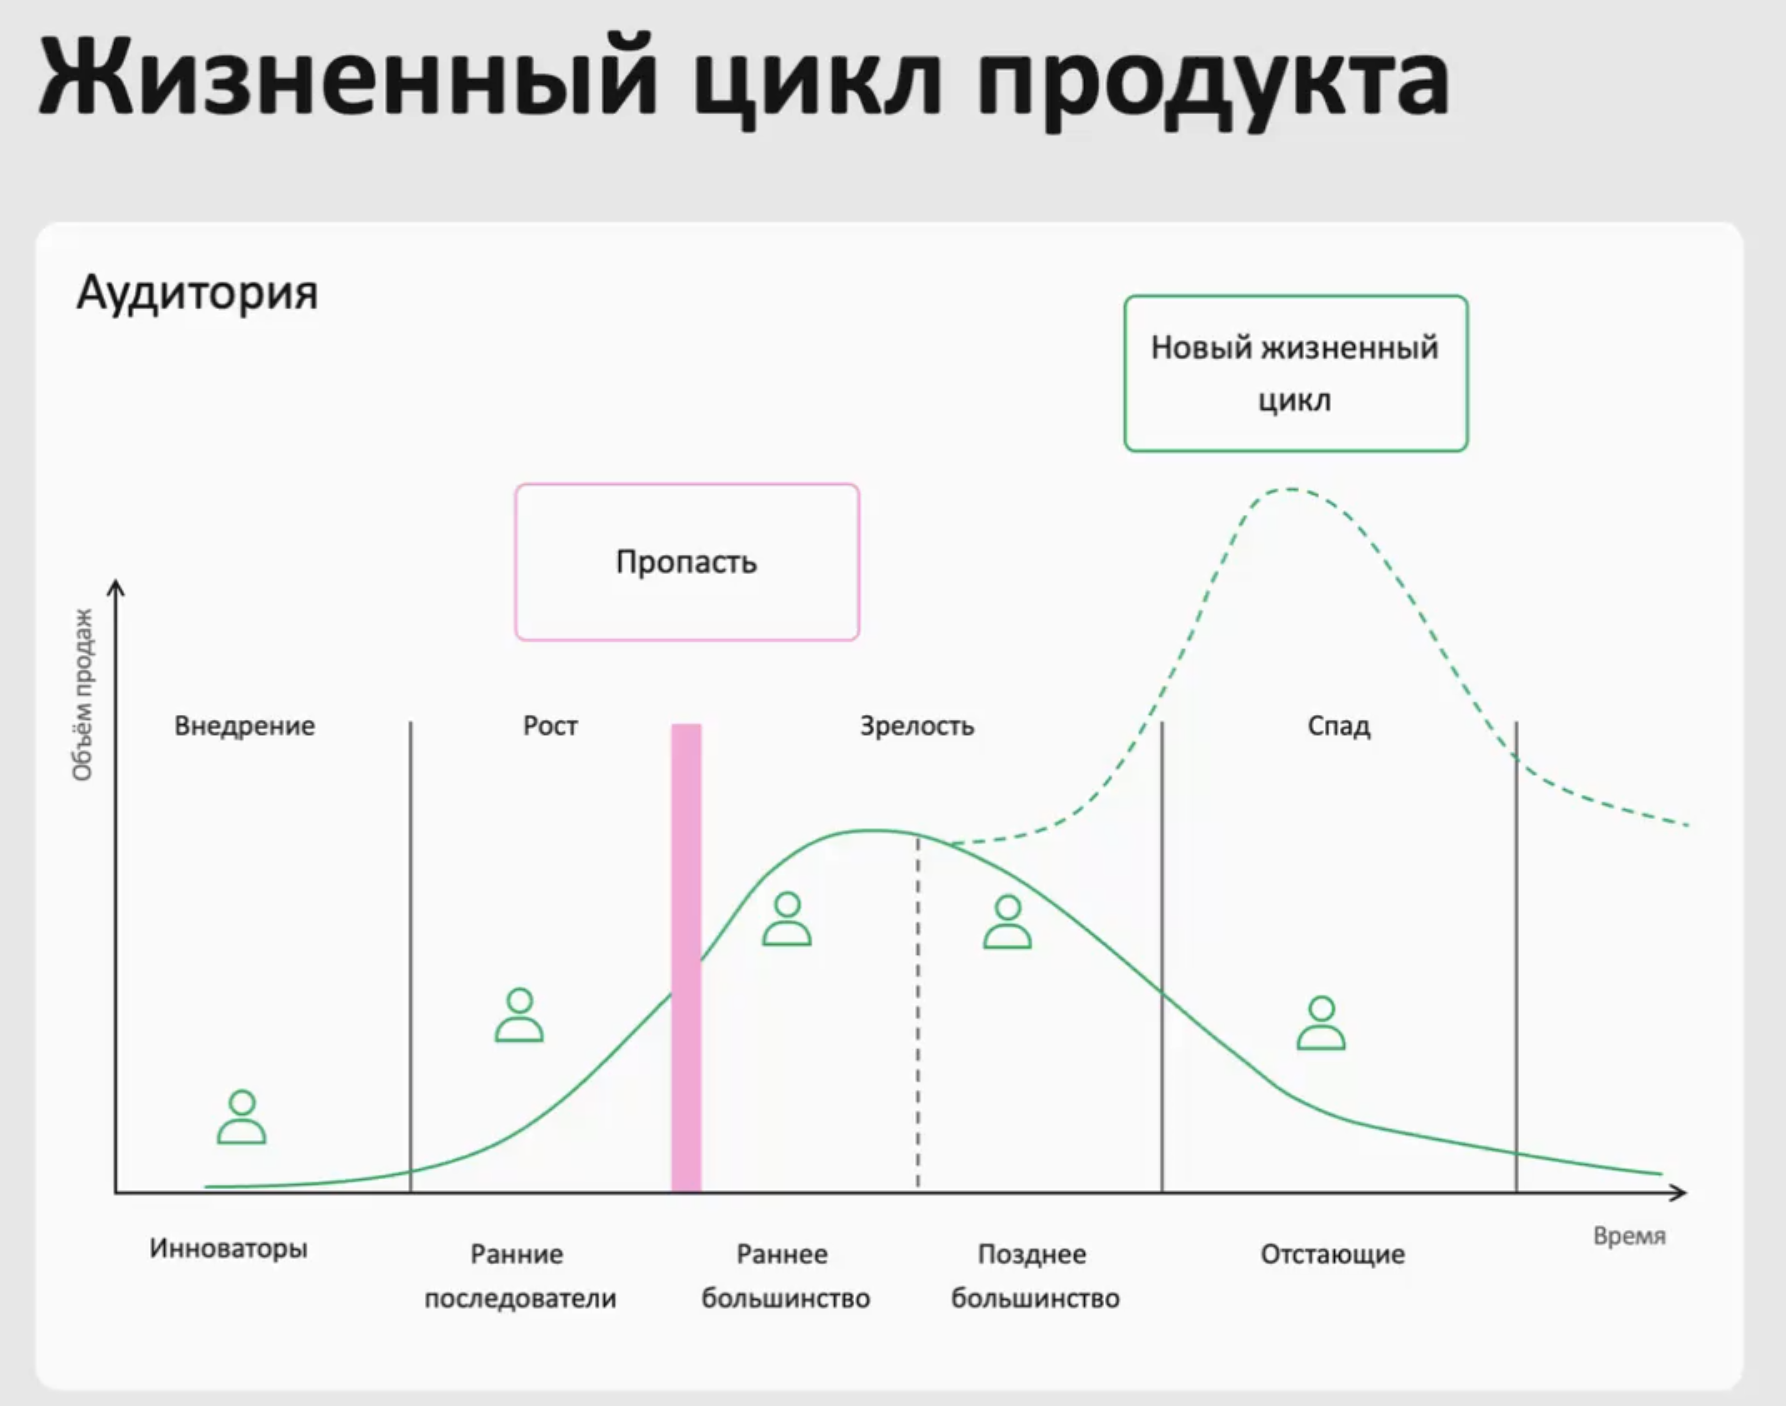 Жизненный цикл продукта
Аудитория
Новый жизненный
цикл
Пропасть
Объём продаж
Внедрение
Рост
Зрелость
Спад
Время
Инноваторы
Ранние
последователи
Раннее
большинство
Позднее
большинство
Отстающие